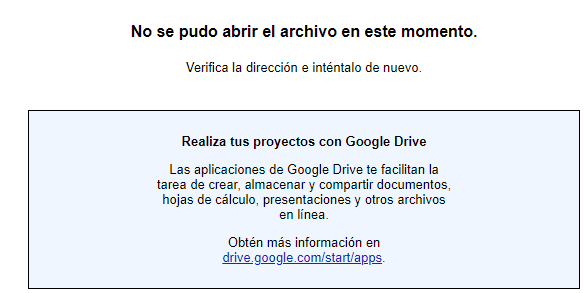 No se pudo abrir el archivo en este momento.
Verifica la dirección e inténtalo de nuevo.
Realiza tus proyectos con Google Drive
Las aplicaciones de Google Drive te facilitan la
tarea de crear, almacenar y compartir documentos,
hojas de cálculo, presentaciones y otros archivos
en línea.
Obtén más información en
drive.google.com/start/apps.